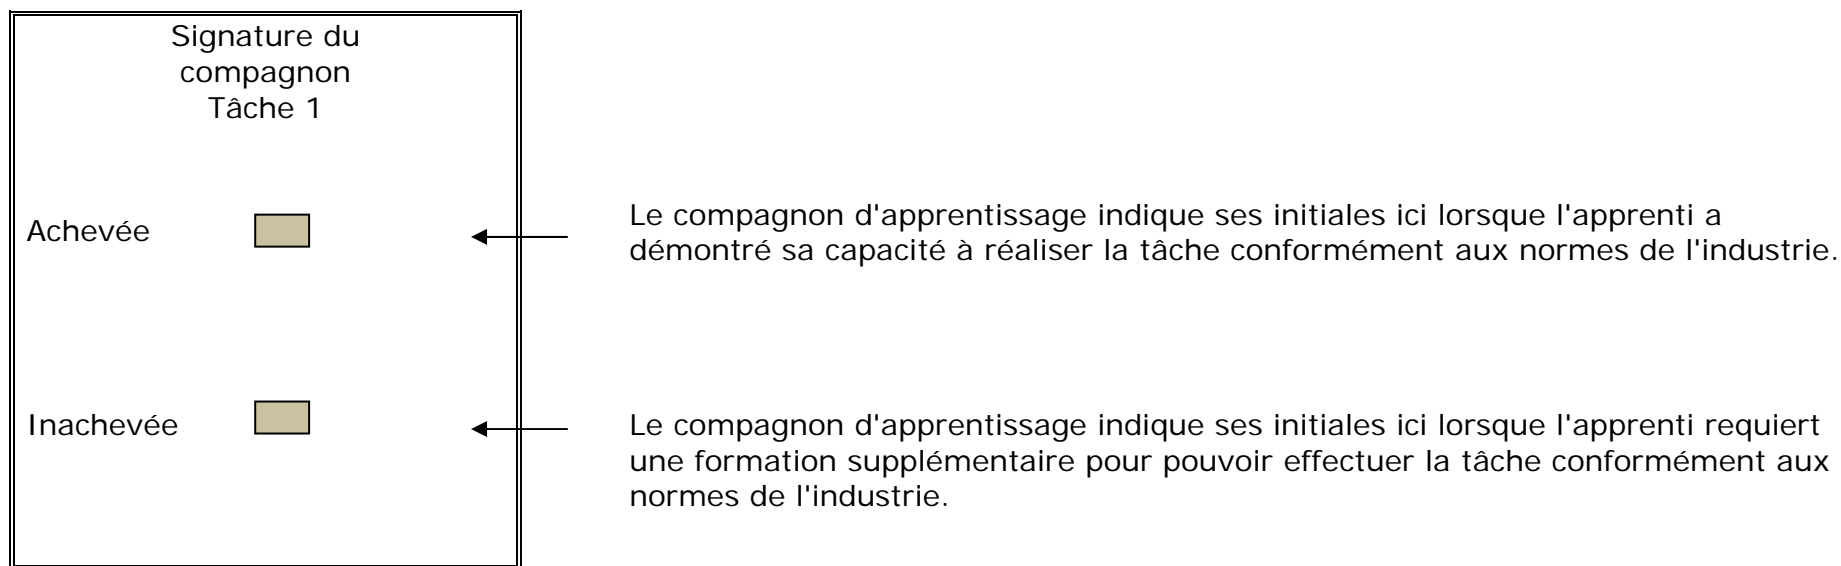 Signature du
compagnon
Tâche 1
Achevée
Le compagnon d'apprentissage indique ses initiales ici lorsque l'apprenti a
démontré sa capacité à réaliser la tâche conformément aux normes de l'industrie.
Inachevée
Le compagnon d'apprentissage indique ses initiales ici lorsque l'apprenti requiert
une formation supplémentaire pour pouvoir effectuer la tâche conformément aux
normes de l'industrie.